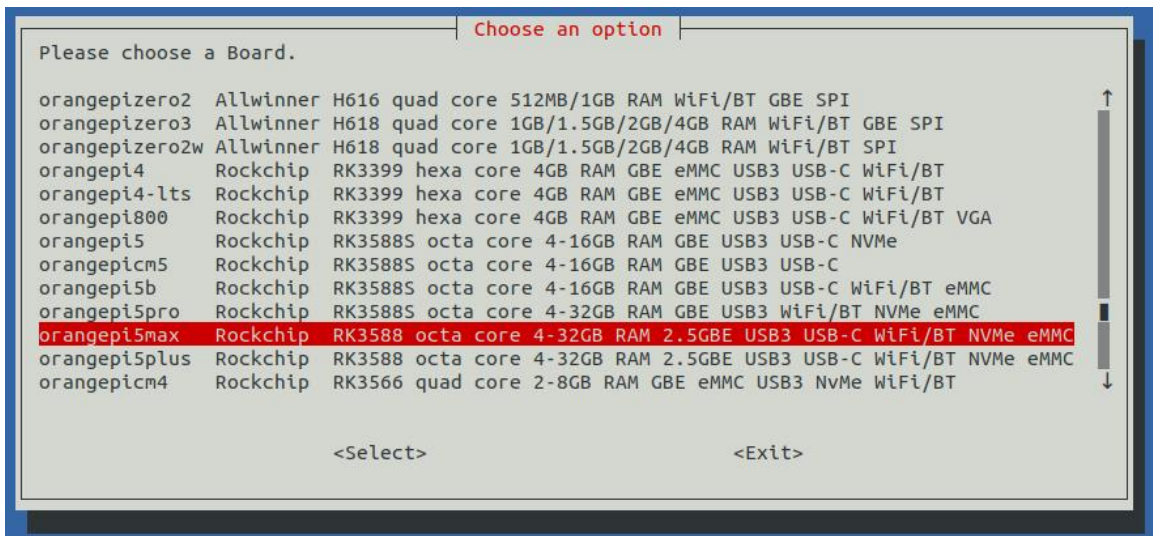 Choose an option
Please choose a Board.
orangepizero2 Allwinner H616 quad core 512MB/1GB RAM WiFi/BT GBE SPI
orangepizero3 Allwinner H618 quad core 1GB/1.5GB/2GB/4GB RAM WiFi/BT GBE SPI
orangepizero2w Allwinner H618 quad core 1GB/1.5GB/2GB/4GB RAM WiFi/BT SPI
orangepi4 Rockchip RK3399 hexa core 4GB RAM GBE eMMC USB3 USB-C WiFi/BT
orangepi4-lts Rockchip RK3399 hexa core 4GB RAM GBE eMMC USB3 USB-C WiFi/BT
orangepi800 Rockchip RK3399 hexa core 4GB RAM GBE eMMC USB3 USB-C WiFi/BT VGA
orangepi5 Rockchip RK3588S octa core 4-16GB RAM GBE USB3 USB-C NVMe
orangepicm5 Rockchip RK3588S octa core 4-16GB RAM GBE USB3 USB-C
orangepi5b Rockchip RK3588S octa core 4-16GB RAM GBE USB3 USB-C WiFi/BT eMMC
orangepi5pro Rockchip RK3588S octa core 4-32GB RAM GBE USB3 WiFi/BT NVMe eMMC
orangepi5max Rockchip RK3588 octa core 4-32GB RAM 2.5GBE USB3 USB-C WiFi/BT NVMe eMMC
orangepi5plus Rockchip RK3588 octa core 4-32GB RAM 2.5GBE USB3 USB-C WiFi/BT NVMe eMMC
orangepicm4 Rockchip RK3566 quad core 2-8GB RAM GBE eMMC USB3 NvMe WiFi/BT
<Select> <Exit>